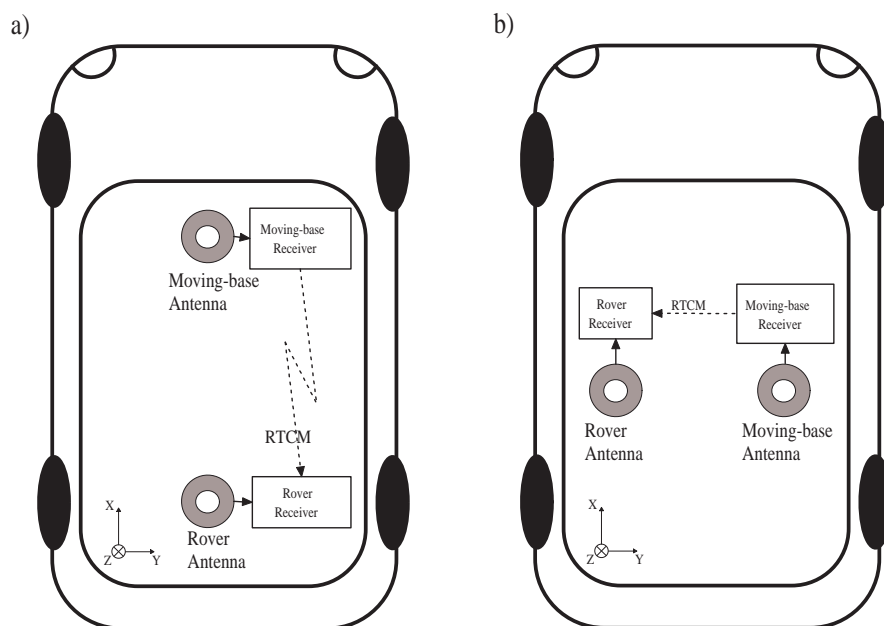 a)
Moving-base
Receiver
Moving-base
Antenna
RTCM
Rover
Receiver
Rover
Antenna
X
Z
Y
b)
Rover
Receiver
RTCM
Moving-base
Receiver
Rover
Antenna
Moving-base
Antenna
X
Z
Y